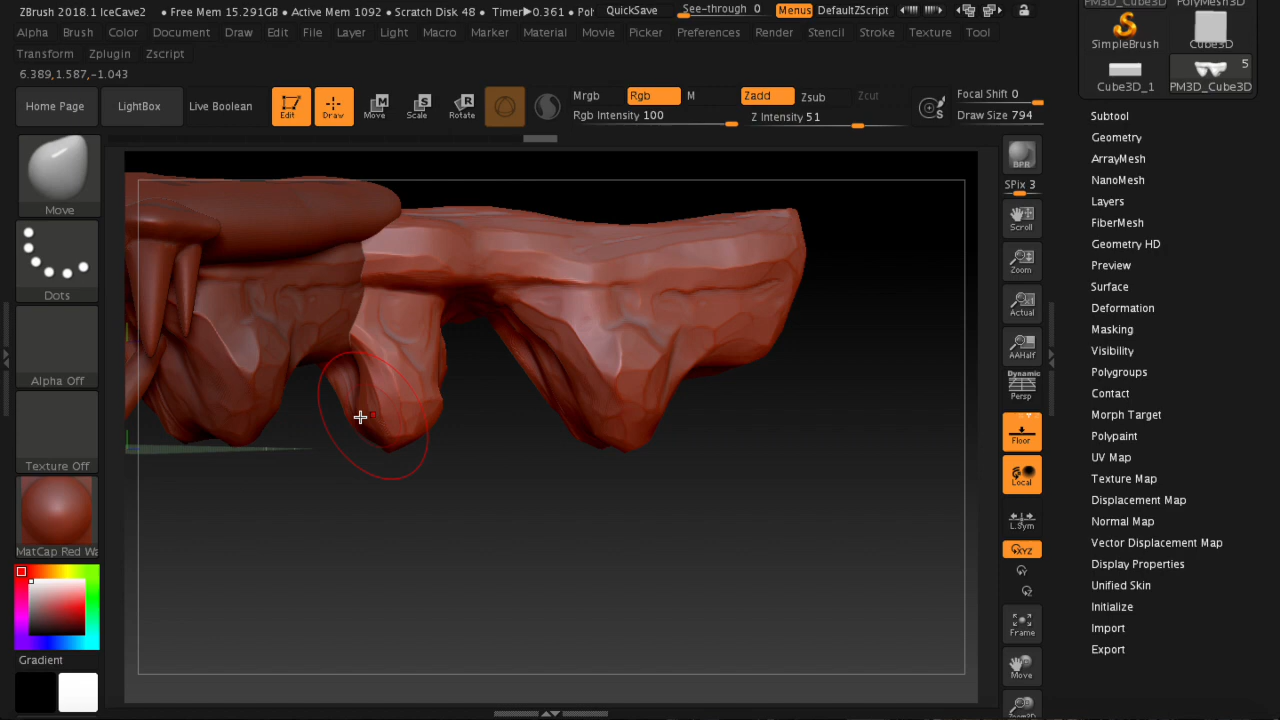 ZBrush 2018.1 IceCave2 • Free Mem 15.291GB • Active Mem 1092 • Scratch Disk 48 • Timer▶0.361 • Pol QuickSave See-through 0 Menus DefaultZScript
Alpha Brush Color Document Draw Edit File Layer Light Macro Marker Material Movie Picker Preferences Render Stencil Stroke Texture Tool
Transform Zplugin Zscript
6.389,1.587,-1.043
Home Page LightBox Live Boolean Edit Draw Move Scale Rotate
Mrgb Rgb M Zadd Zsub Zcut Focal Shift 0
Rgb Intensity 100 Z Intensity 51 Draw Size 794
Move
Dots
Alpha Off
Texture Off
MatCap Red Wa
Gradient
BPR
SPix 3
Scroll
Zoom
Actual
AAHalf
Dynamic
Persp
Floor
Local
L.Sym
XYZ
Y
Z
Frame
Move
Zoom3D
PM3D_Cube3D PolyMesh3D
SimpleBrush Cube3D
5
Cube3D_1 PM3D_Cube3D
Subtool
Geometry
ArrayMesh
NanoMesh
Layers
FiberMesh
Geometry HD
Preview
Surface
Deformation
Masking
Visibility
Polygroups
Contact
Morph Target
Polypaint
UV Map
Texture Map
Displacement Map
Normal Map
Vector Displacement Map
Display Properties
Unified Skin
Initialize
Import
Export